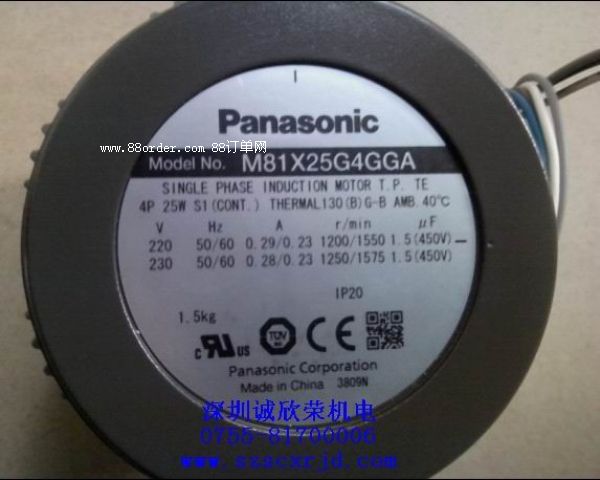 Panasonic
www.88order.com 88订单网
Model No. M81X25G4GGA
SINGLE PHASE INDUCTION MOTOR T.P. TE
4P 25W S1(CONT.) THERMAL130(B)G-B AMB.40℃
V Hz A r/min μF
220 50/60 0.29/0.23 1200/1550 1.5(450V)
230 50/60 0.28/0.23 1250/1575 1.5(450V)
IP20
1.5kg
c US TÜV CE
Panasonic Corporation
Made in China 3809N
深圳诚欣荣机电
0755-81700006
www.szacxrjd.com